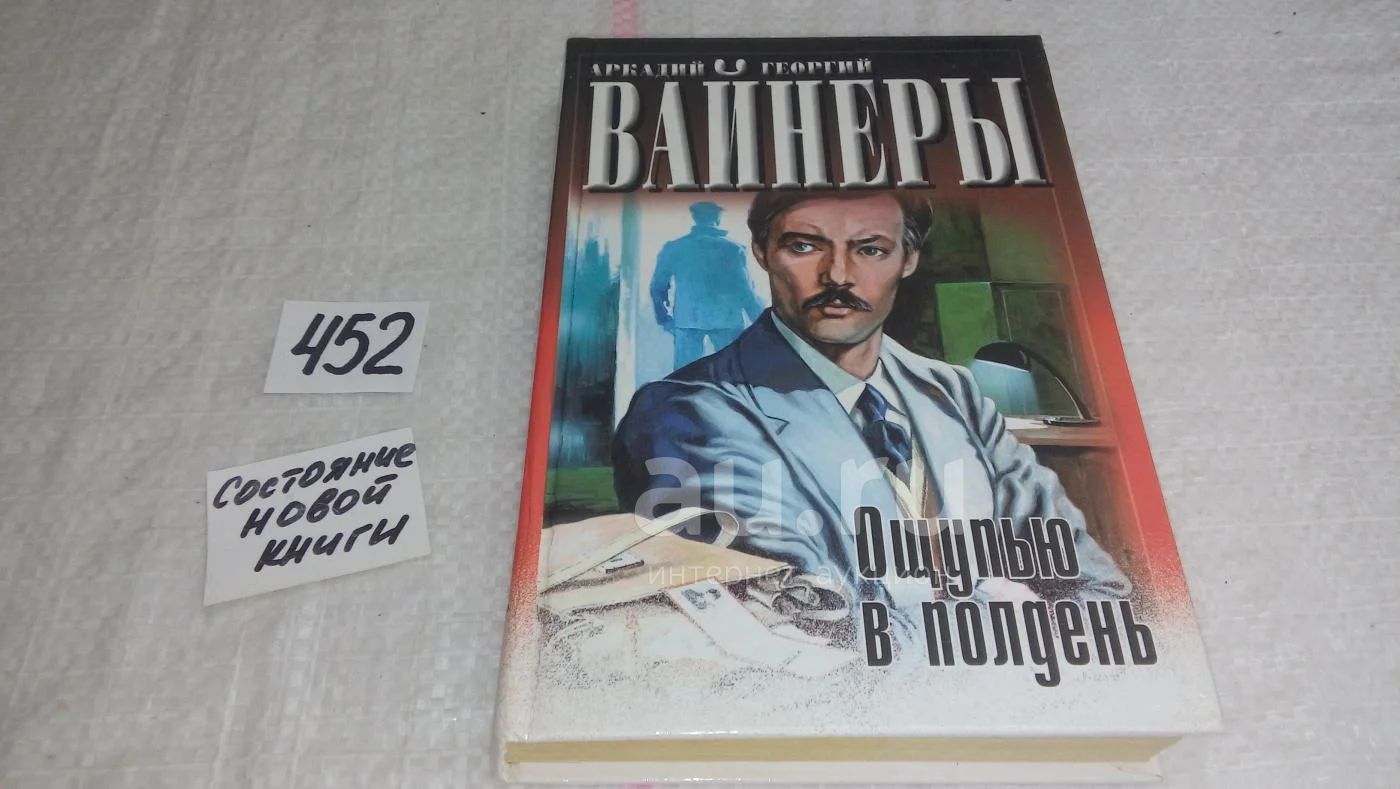 АРКАДИЙ ГЕОРГИЙ
ВАЙНЕРЫ
452
Состояние
новой
книги
au.ru
интернет аукцион
Ощупью
в полдень